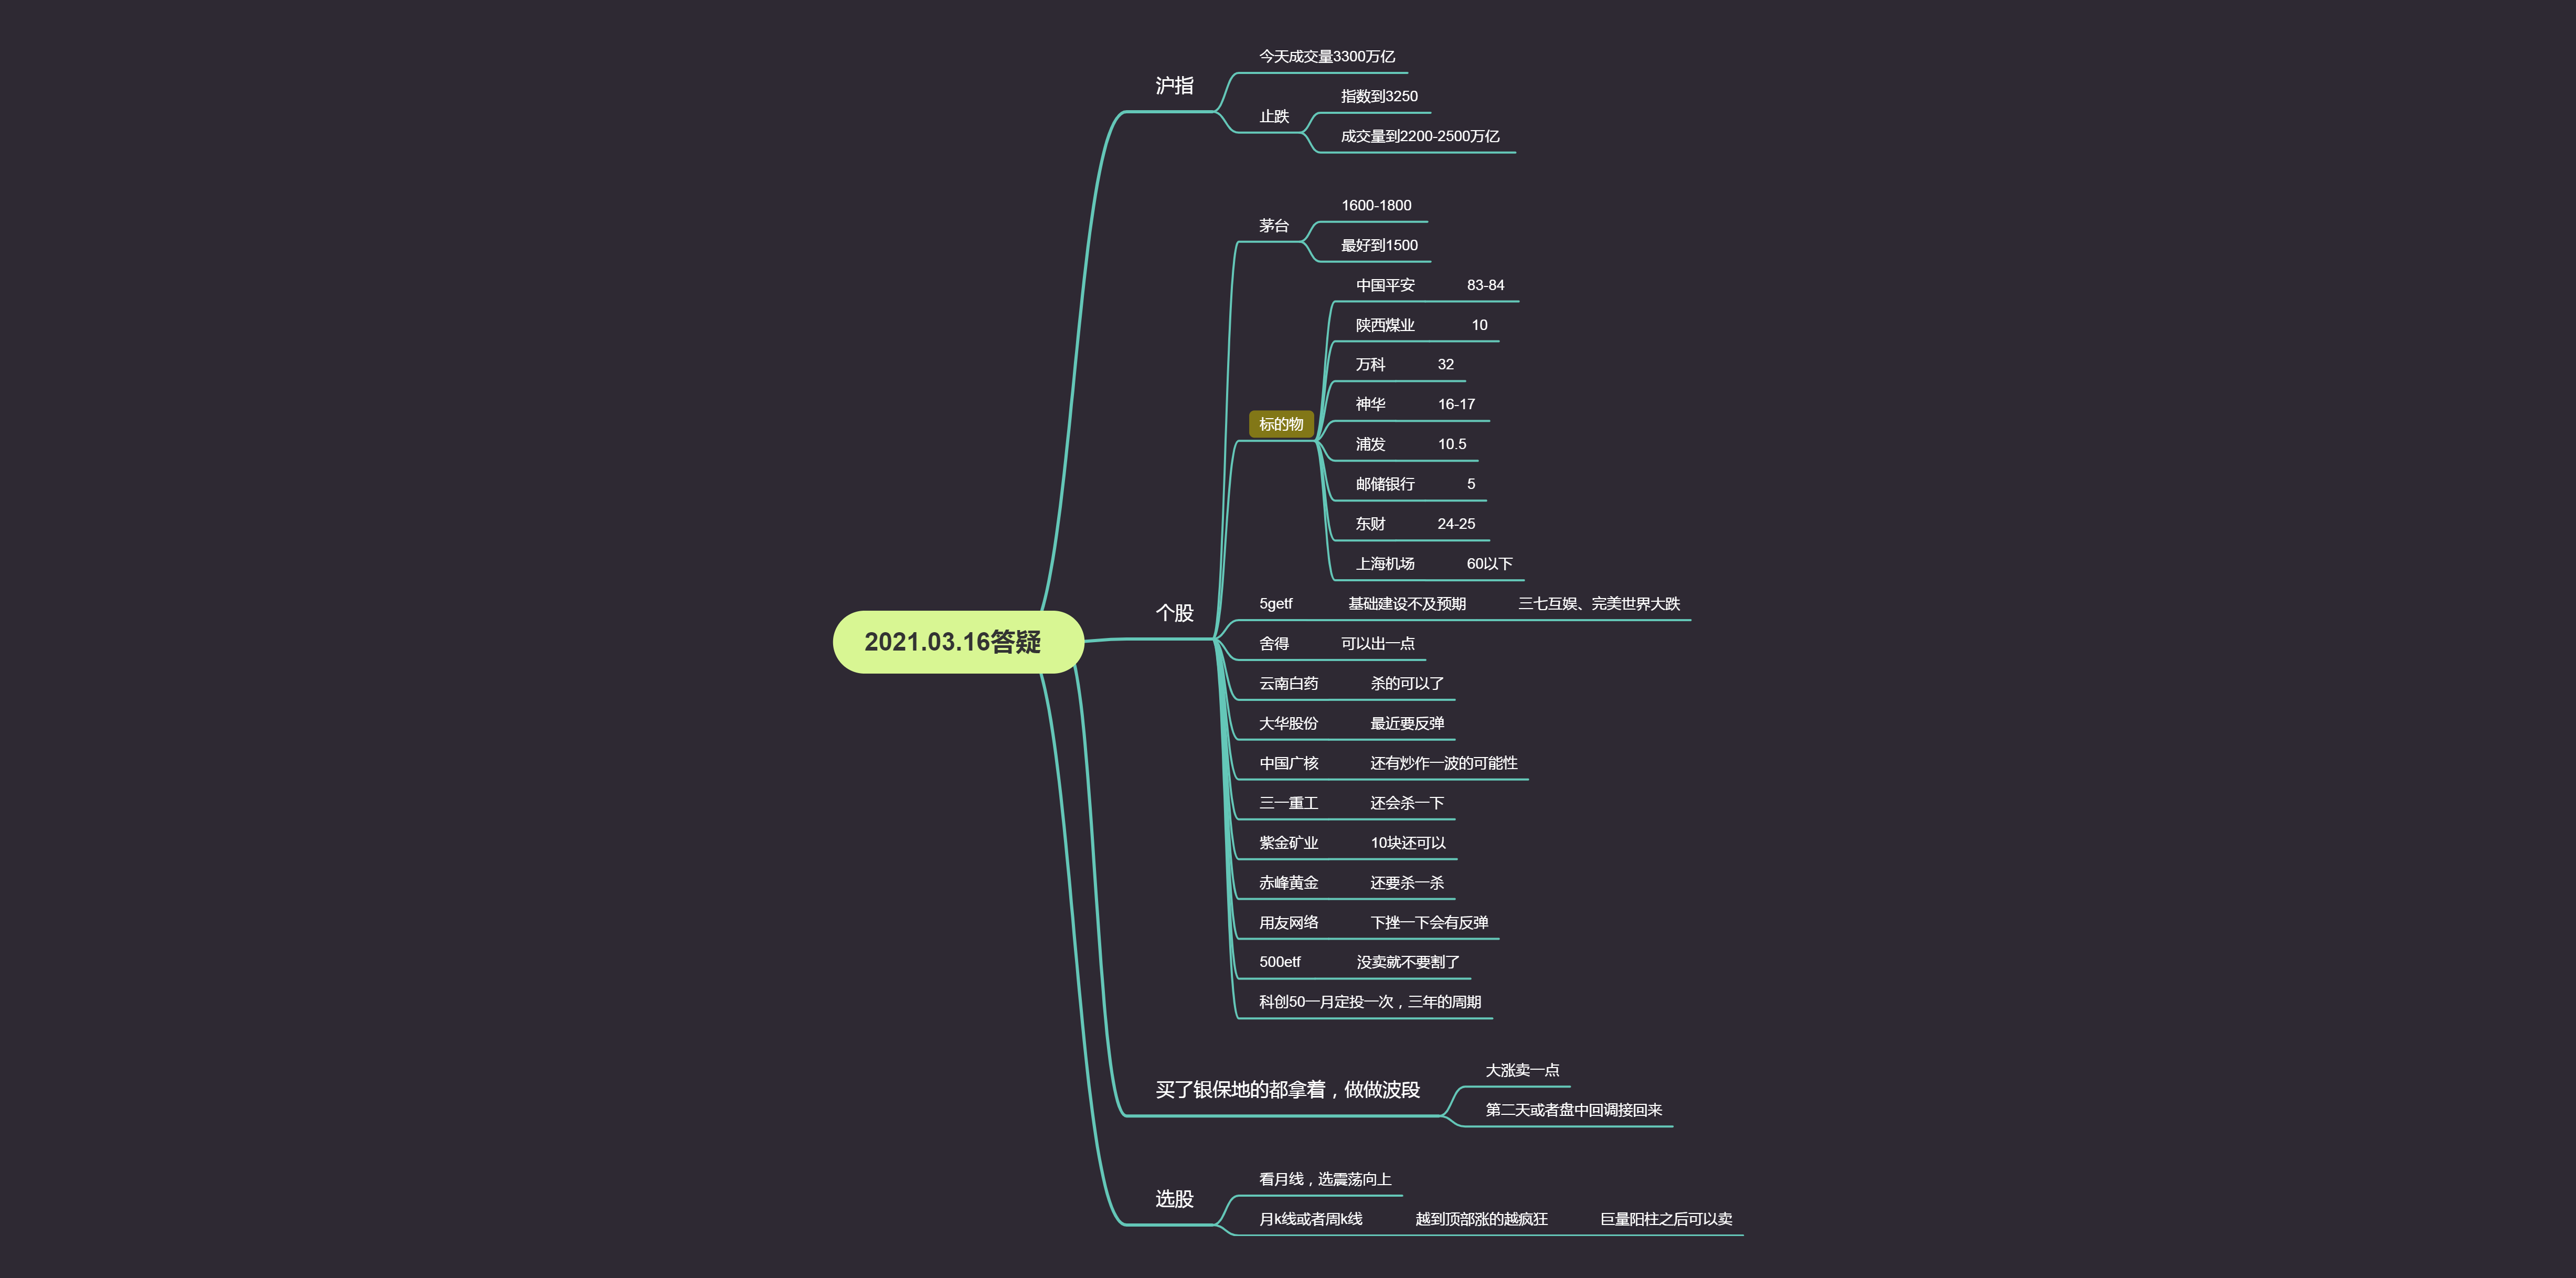 2021.03.16答疑
沪指
今天成交量3300万亿
止跌
指数到3250
成交量到2200-2500万亿
个股
茅台
1600-1800
最好到1500
标的物
中国平安 83-84
陕西煤业 10
万科 32
神华 16-17
浦发 10.5
邮储银行 5
东财 24-25
上海机场 60以下
5getf 基础建设不及预期 三七互娱、完美世界大跌
舍得 可以出一点
云南白药 杀的可以了
大华股份 最近要反弹
中国广核 还有炒作一波的可能性
三一重工 还会杀一下
紫金矿业 10块还可以
赤峰黄金 还要杀一杀
用友网络 下挫一下会有反弹
500etf 没卖就不要割了
科创50一月定投一次，三年的周期
买了银保地的都拿着，做做波段
大涨卖一点
第二天或者盘中回调接回来
选股
看月线，选震荡向上
月k线或者周k线 越到顶部涨的越疯狂 巨量阳柱之后可以卖